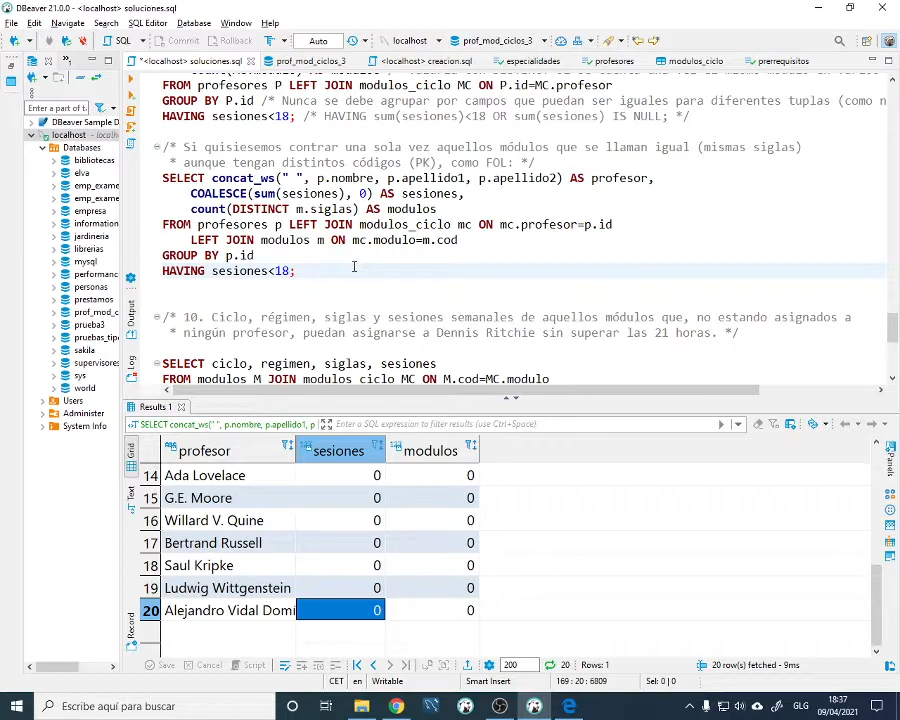 DBeaver 21.0.0 - <localhost> soluciones.sql
File Edit Navigate Search SQL Editor Database Window Help
SQL Commit Rollback Auto localhost prof_mod_ciclos_3
*<localhost> soluciones.sql prof_mod_ciclos_3 <localhost> creacion.sql especialidades profesores modulos_ciclo prerrequisitos
Enter a part of t
DBeaver Sample D
localhost
Databases
bibliotecas
elva
emp_exame
emp_exame
empresa
information
jardineria
librerias
mysql
performanc
personas
prestamos
prof_mod_c
prueba3
pruebas_tip
sakila
supervisores
sys
world
Users
Administer
System Info
FROM profesores P LEFT JOIN modulos_ciclo MC ON P.id=MC.profesor
GROUP BY P.id /* Nunca se debe agrupar por campos que puedan ser iguales para diferentes tuplas (como n
HAVING sesiones<18; /* HAVING sum(sesiones)<18 OR sum(sesiones) IS NULL; */
/* Si quisiesemos contrar una sola vez aquellos módulos que se llaman igual (mismas siglas)
* aunque tengan distintos códigos (PK), como FOL: */
SELECT concat_ws(" ", p.nombre, p.apellido1, p.apellido2) AS profesor,
COALESCE(sum(sesiones), 0) AS sesiones,
count(DISTINCT m.siglas) AS modulos
FROM profesores p LEFT JOIN modulos_ciclo mc ON mc.profesor=p.id
LEFT JOIN modulos m ON mc.modulo=m.cod
GROUP BY p.id
HAVING sesiones<18;
/* 10. Ciclo, régimen, siglas y sesiones semanales de aquellos módulos que, no estando asignados a
* ningún profesor, puedan asignarse a Dennis Ritchie sin superar las 21 horas. */
SELECT ciclo, regimen, siglas, sesiones
FROM modulos M JOIN modulos_ciclo MC ON M.cod=MC.modulo
Output
Log
Results 1
SELECT concat_ws(" ", p.nombre, p.apellido1, p Enter a SQL expression to filter results (use Ctrl+Space)
Grid
Text
Record
Panels
profesor sesiones modulos
14 Ada Lovelace 0 0
15 G.E. Moore 0 0
16 Willard V. Quine 0 0
17 Bertrand Russell 0 0
18 Saul Kripke 0 0
19 Ludwig Wittgenstein 0 0
20 Alejandro Vidal Domi 0 0
Save Cancel Script 200 20 Rows: 1 20 row(s) fetched - 9ms
CET en Writable Smart Insert 169 : 20 : 6809 Sel: 0 | 0
Escribe aquí para buscar GLG 18:37
09/04/2021